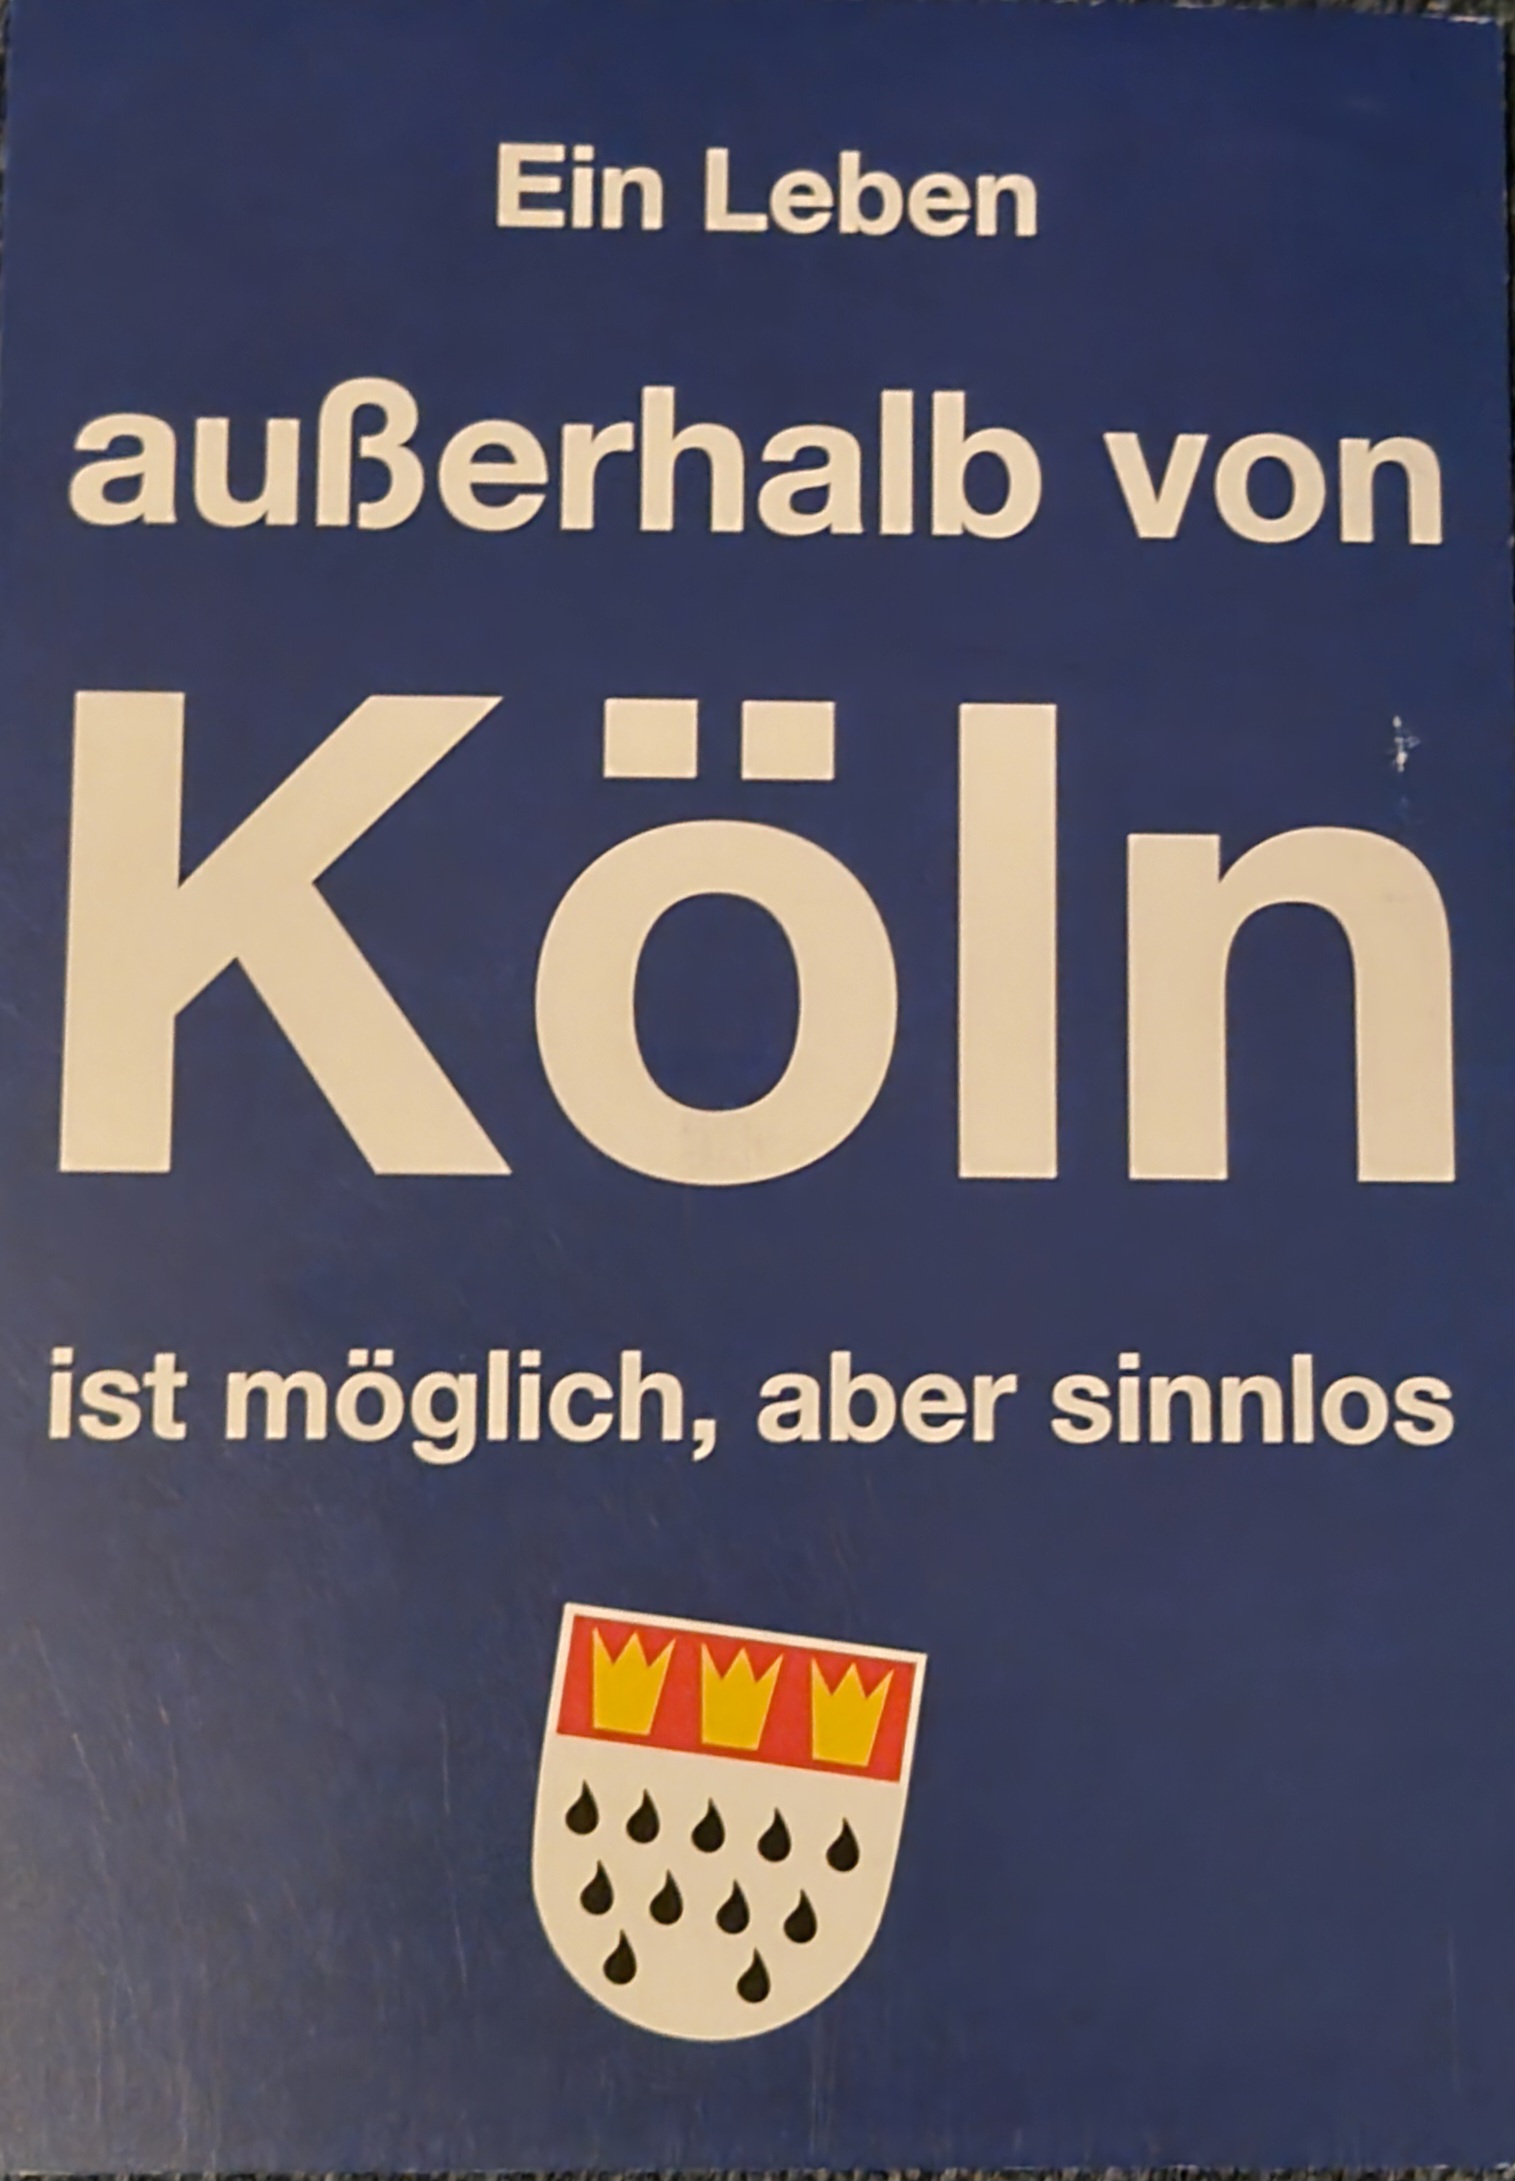 Ein Leben
außerhalb von
Köln
ist möglich, aber sinnlos